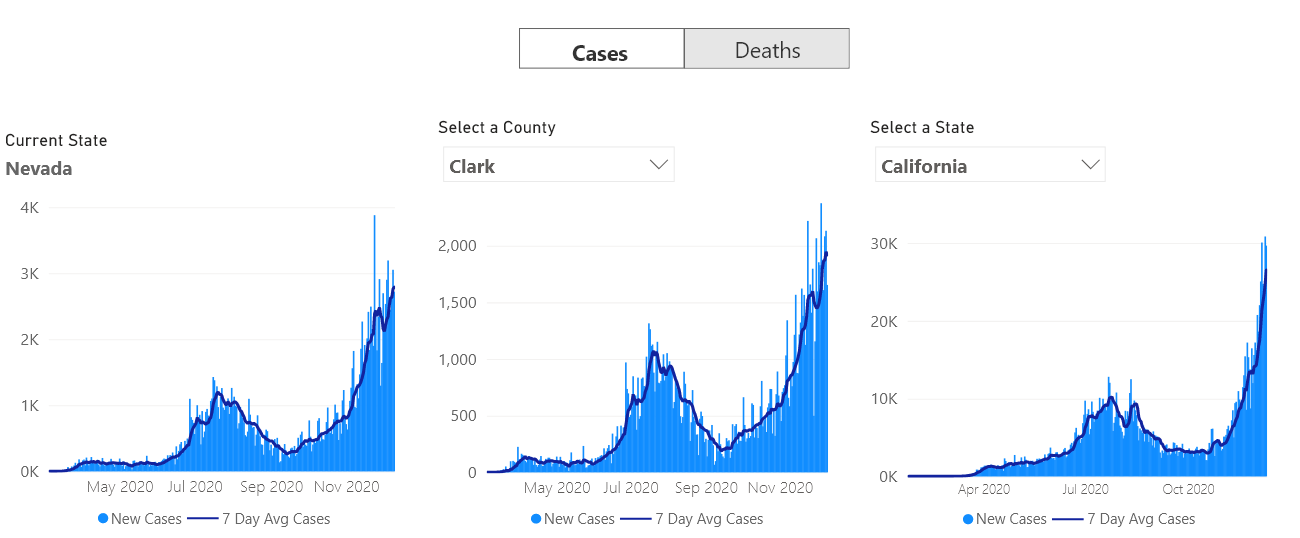 Cases
Deaths
Current State
Nevada
4K
3K
2K
1K
0K
May 2020 Jul 2020 Sep 2020 Nov 2020
New Cases 7 Day Avg Cases
Select a County
Clark
2,000
1,500
1,000
500
0
May 2020 Jul 2020 Sep 2020 Nov 2020
New Cases 7 Day Avg Cases
Select a State
California
30K
20K
10K
0K
Apr 2020 Jul 2020 Oct 2020
New Cases 7 Day Avg Cases